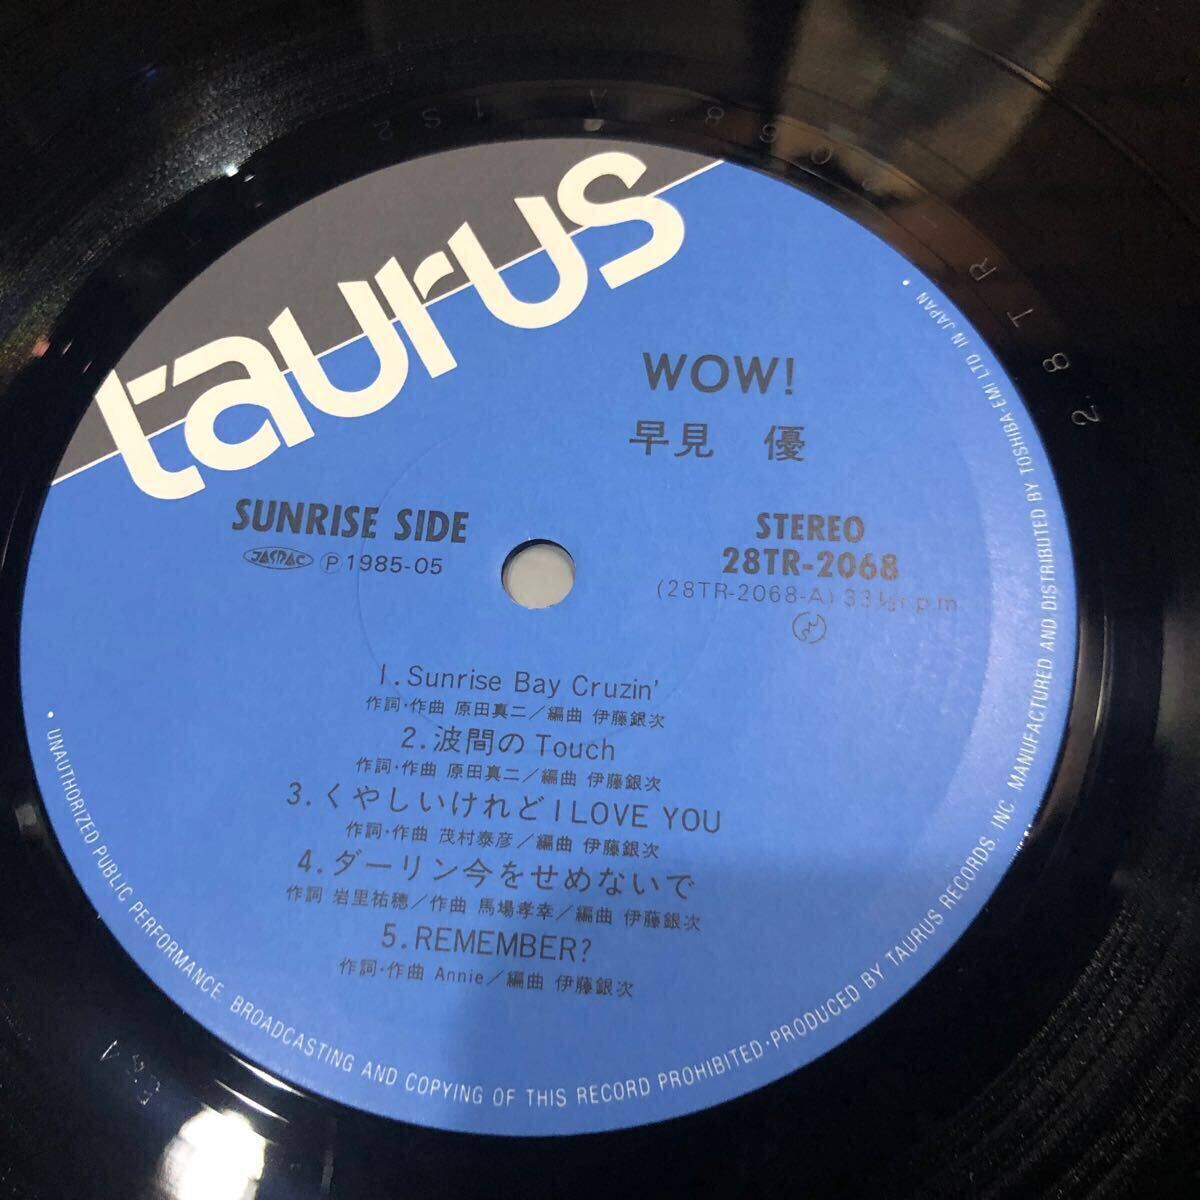 taurus
WOW!
早見 優
SUNRISE SIDE
JASRAC Ⓟ1985-05
STEREO
28TR-2068
(28TR-2068-A) 33⅓r.p.m.
1. Sunrise Bay Cruzin'
作詞・作曲 原田真二／編曲 伊藤銀次
2. 波間のTouch
作詞・作曲 原田真二／編曲 伊藤銀次
3. くやしいけれど I LOVE YOU
作詞・作曲 茂村泰彦／編曲 伊藤銀次
4. ダーリン今をせめないで
作詞 岩里祐穂／作曲 馬場孝幸／編曲 伊藤銀次
5. REMEMBER?
作詞・作曲 Annie／編曲 伊藤銀次
• UNAUTHORIZED PUBLIC PERFORMANCE. BROADCASTING AND COPYING OF THIS RECORD PROHIBITED • PRODUCED BY TAURUS RECORDS, INC. MANUFACTURED AND DISTRIBUTED BY TOSHIBA-EMI LTD IN JAPAN •